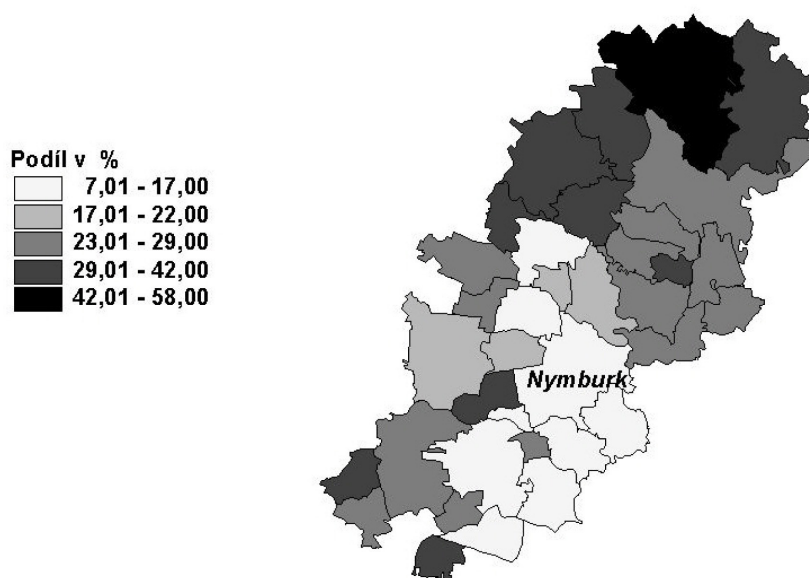 Podíl v %
7,01 - 17,00
17,01 - 22,00
23,01 - 29,00
29,01 - 42,00
42,01 - 58,00
Nymburk